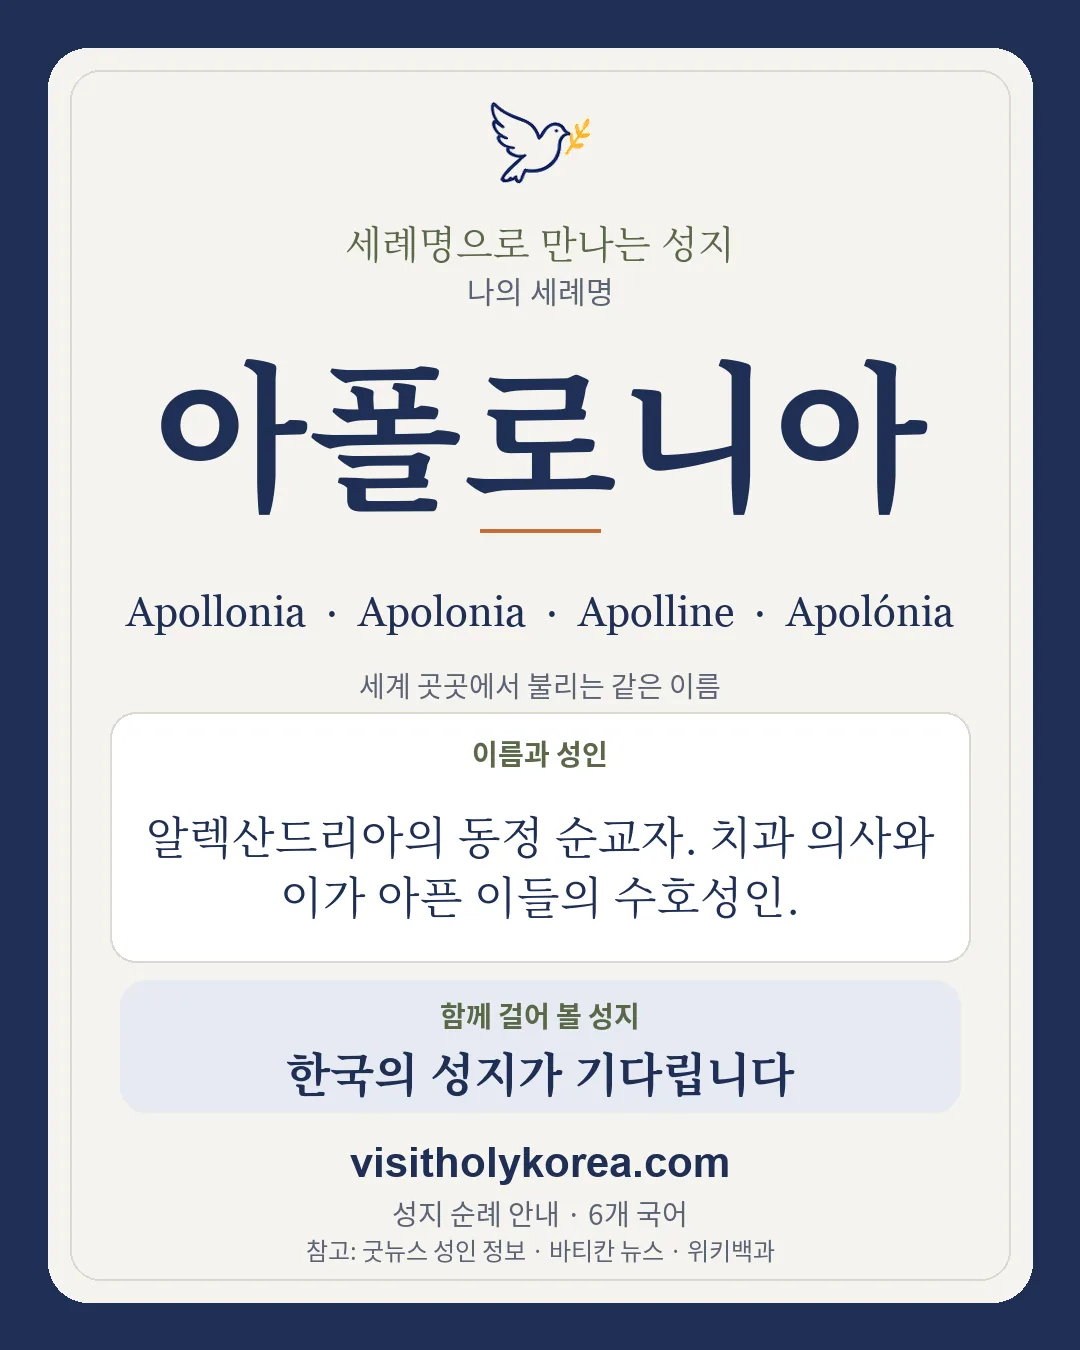 세례명으로 만나는 성지
나의 세례명
아폴로니아
Apollonia · Apolonia · Apolline · Apolónia
세계 곳곳에서 불리는 같은 이름
이름과 성인
알렉산드리아의 동정 순교자. 치과 의사와
이가 아픈 이들의 수호성인.
함께 걸어 볼 성지
한국의 성지가 기다립니다
visitholykorea.com
성지 순례 안내 · 6개 국어
참고: 굿뉴스 성인 정보 · 바티칸 뉴스 · 위키백과